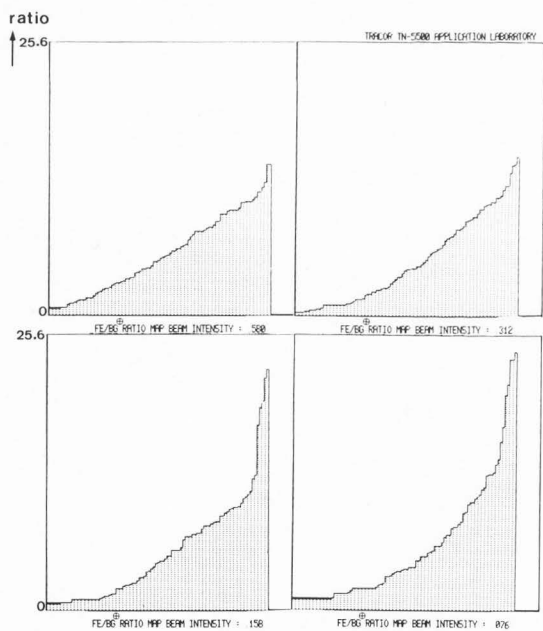 ratio
25.6
TRACOR TN-5500 APPLICATION LABORATORY
0
FE/BG RATIO MAP BEAM INTENSITY : .580
FE/BG RATIO MAP BEAM INTENSITY : .312
25.6
0
FE/BG RATIO MAP BEAM INTENSITY : .158
FE/BG RATIO MAP BEAM INTENSITY : .076